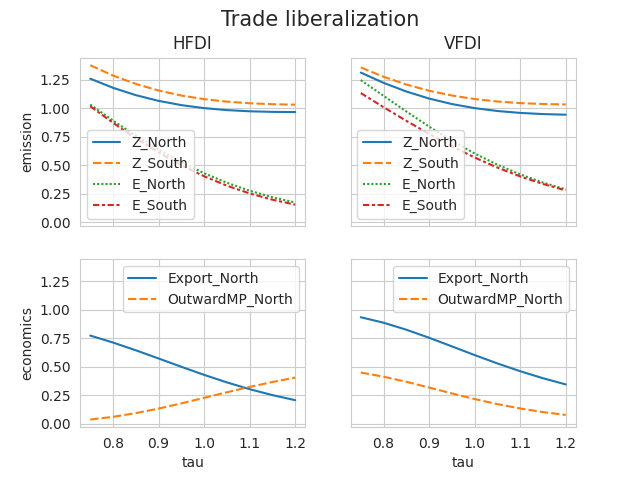 Trade liberalization
HFDI
VFDI
emission
1.25
1.00
0.75
0.50
0.25
0.00
Z_North
Z_South
E_North
E_South
Z_North
Z_South
E_North
E_South
economics
1.25
1.00
0.75
0.50
0.25
0.00
Export_North
OutwardMP_North
Export_North
OutwardMP_North
0.8 0.9 1.0 1.1 1.2
0.8 0.9 1.0 1.1 1.2
tau
tau